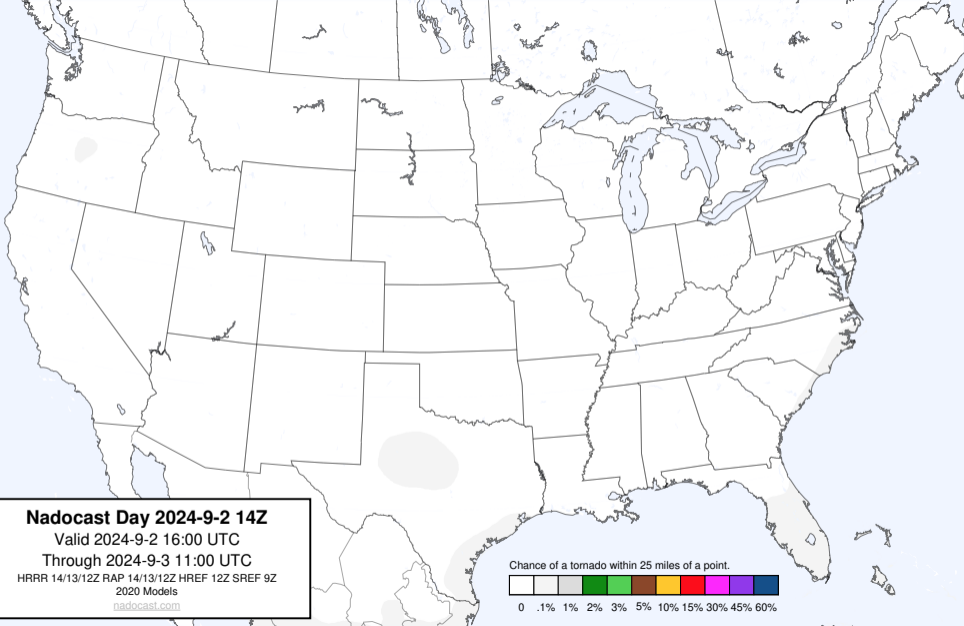 Nadocast Day 2024-9-2 14Z
Valid 2024-9-2 16:00 UTC
Through 2024-9-3 11:00 UTC
HRRR 14/13/12Z RAP 14/13/12Z HREF 12Z SREF 9Z
2020 Models
nadocast.com
Chance of a tornado within 25 miles of a point.
0 .1% 1% 2% 3% 5% 10% 15% 30% 45% 60%